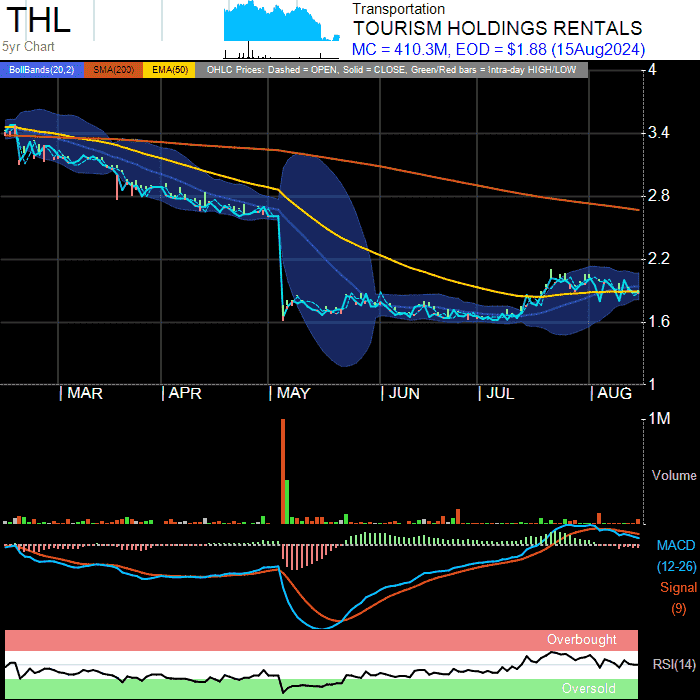 THL
5yr Chart
Transportation
TOURISM HOLDINGS RENTALS
MC = 410.3M, EOD = $1.88 (15Aug2024)
BollBands(20,2) SMA(200) EMA(50) OHLC Prices: Dashed = OPEN, Solid = CLOSE, Green/Red bars = Intra-day HIGH/LOW
4
3.4
2.8
2.2
1.6
1
| MAR | APR | MAY | JUN | JUL | AUG
1M
Volume
MACD
(12-26)
Signal
(9)
Overbought
RSI(14)
Oversold